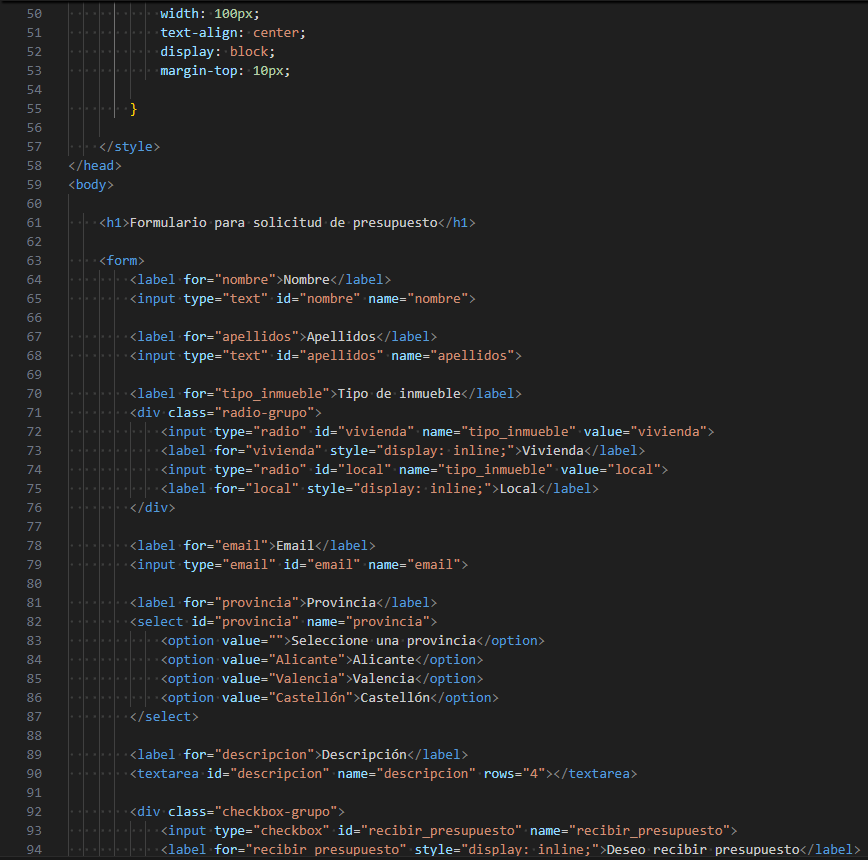 50 width: 100px;
51 text-align: center;
52 display: block;
53 margin-top: 10px;
54
55 }
56
57 </style>
58 </head>
59 <body>
60
61 <h1>Formulario para solicitud de presupuesto</h1>
62
63 <form>
64 <label for="nombre">Nombre</label>
65 <input type="text" id="nombre" name="nombre">
66
67 <label for="apellidos">Apellidos</label>
68 <input type="text" id="apellidos" name="apellidos">
69
70 <label for="tipo_inmueble">Tipo de inmueble</label>
71 <div class="radio-grupo">
72 <input type="radio" id="vivienda" name="tipo_inmueble" value="vivienda">
73 <label for="vivienda" style="display: inline;">Vivienda</label>
74 <input type="radio" id="local" name="tipo_inmueble" value="local">
75 <label for="local" style="display: inline;">Local</label>
76 </div>
77
78 <label for="email">Email</label>
79 <input type="email" id="email" name="email">
80
81 <label for="provincia">Provincia</label>
82 <select id="provincia" name="provincia">
83 <option value="">Seleccione una provincia</option>
84 <option value="Alicante">Alicante</option>
85 <option value="Valencia">Valencia</option>
86 <option value="Castellón">Castellón</option>
87 </select>
88
89 <label for="descripcion">Descripción</label>
90 <textarea id="descripcion" name="descripcion" rows="4"></textarea>
91
92 <div class="checkbox-grupo">
93 <input type="checkbox" id="recibir_presupuesto" name="recibir_presupuesto">
94 <label for="recibir_presupuesto" style="display: inline;">Deseo recibir presupuesto</label>